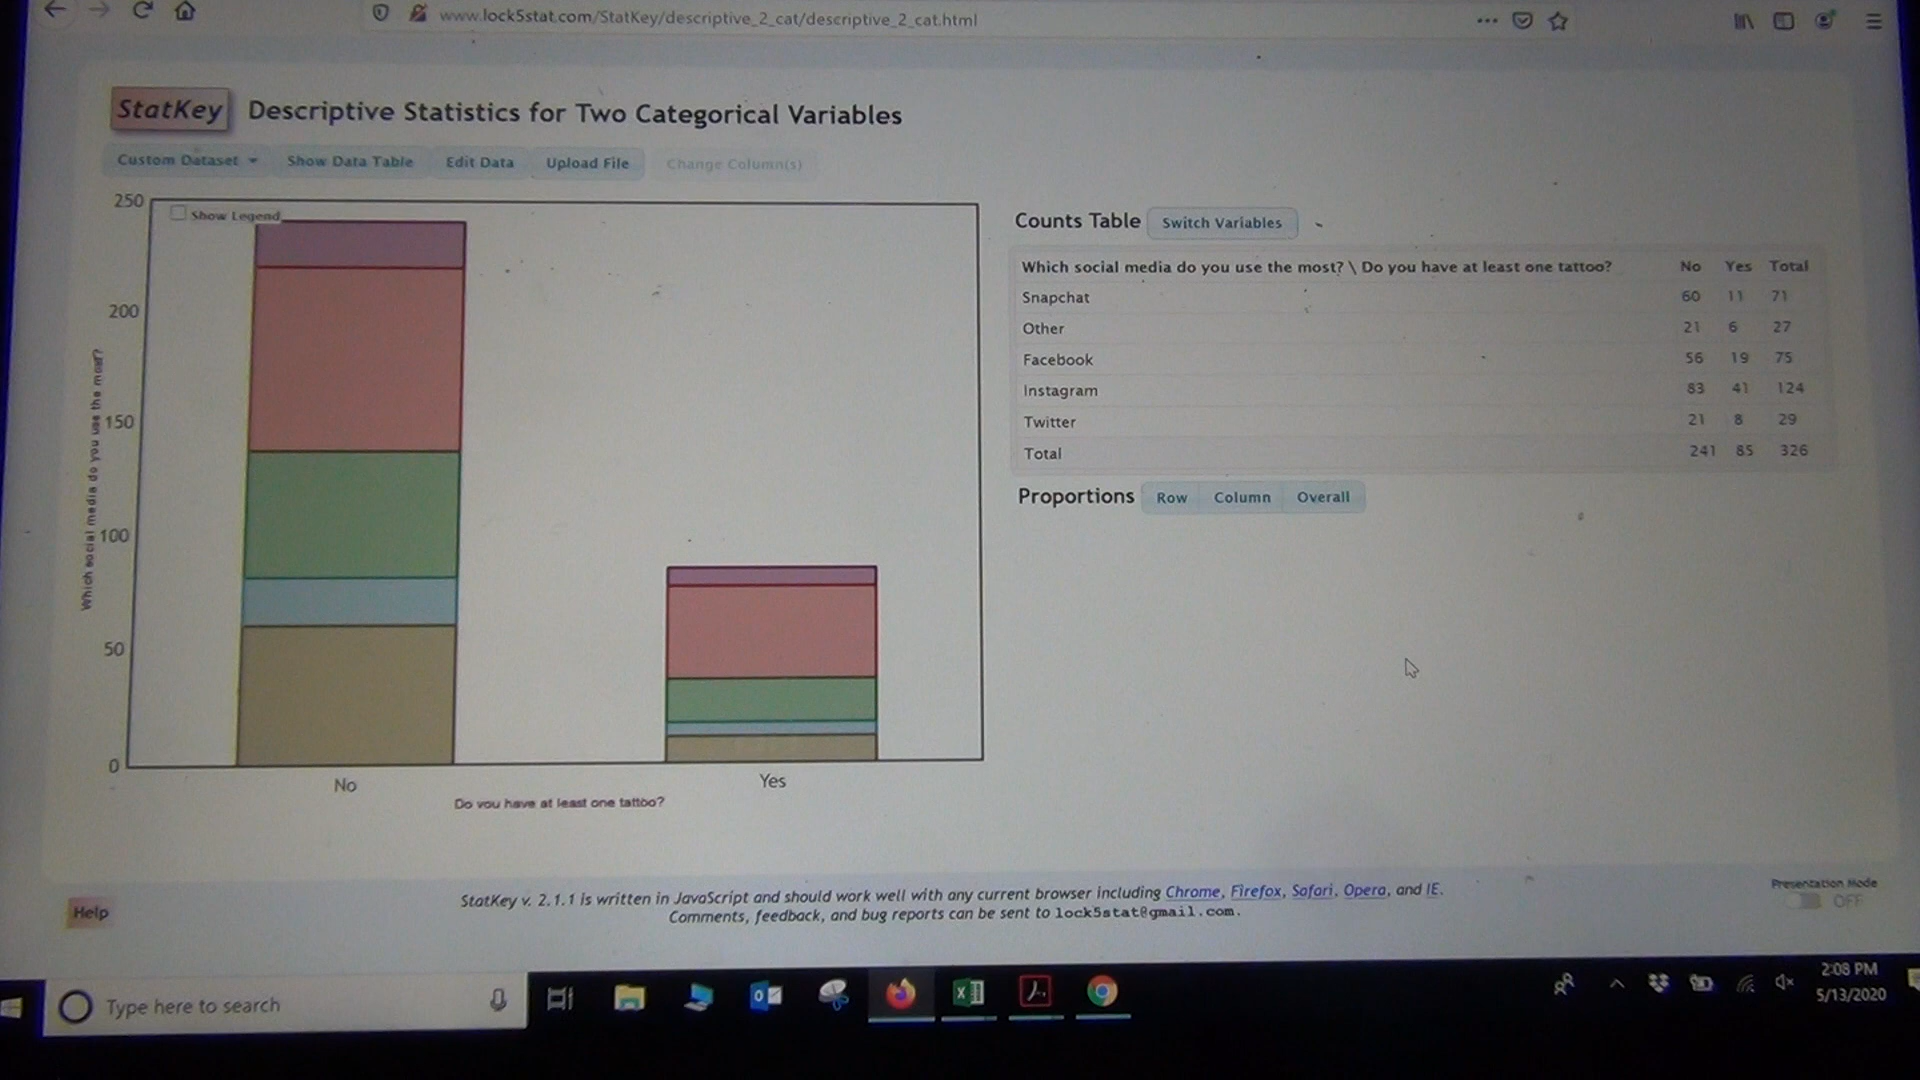 www.lock5stat.com/StatKey/descriptive_2_cat/descriptive_2_cat.html
StatKey Descriptive Statistics for Two Categorical Variables
Custom Dataset Show Data Table Edit Data Upload File Change Column(s)
Show Legend
250
200
150
100
50
0
Which social media do you use the most?
No Yes
Do you have at least one tattoo?
Counts Table Switch Variables
Which social media do you use the most? \ Do you have at least one tattoo? No Yes Total
Snapchat 60 11 71
Other 21 6 27
Facebook 56 19 75
Instagram 83 41 124
Twitter 21 8 29
Total 241 85 326
Proportions Row Column Overall
Help
StatKey v. 2.1.1 is written in JavaScript and should work well with any current browser including Chrome, Firefox, Safari, Opera, and IE.
Comments, feedback, and bug reports can be sent to lock5stat@gmail.com.
Presentation Mode
OFF
Type here to search
2:08 PM
5/13/2020